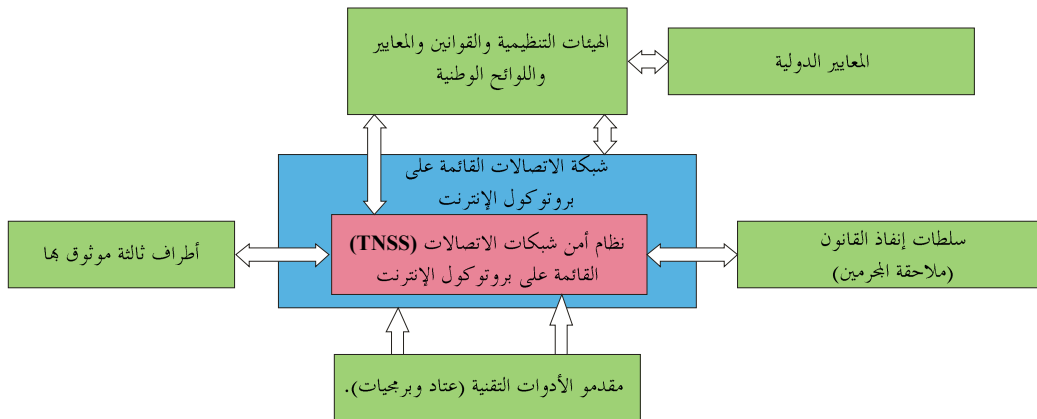 الهيئات التنظيمية والقوانين والمعايير
واللوائح الوطنية
المعايير الدولية
شبكة الاتصالات القائمة على
بروتوكول الإنترنت
أطراف ثالثة موثوق بها
نظام أمن شبكات الاتصالات (TNSS)
القائمة على بروتوكول الإنترنت
سلطات إنفاذ القانون
(ملاحقة المجرمين)
مقدمو الأدوات التقنية (عتاد وبرمجيات).